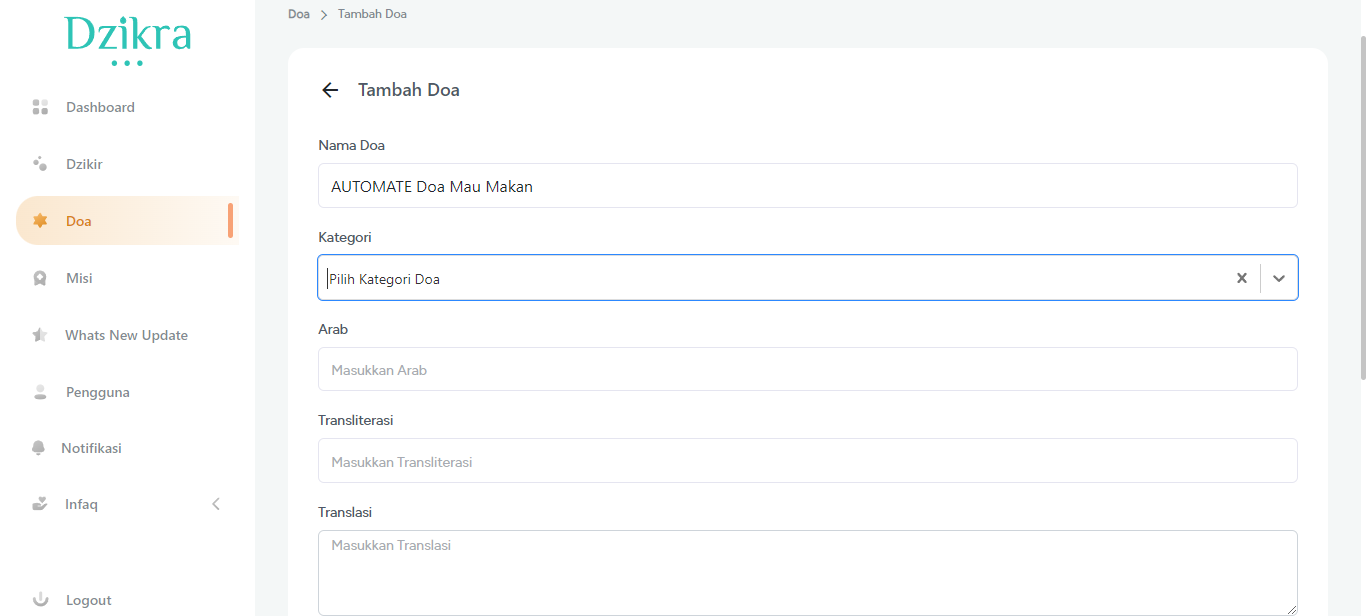 Dzikra
Dashboard
Dzikir
Doa
Misi
Whats New Update
Pengguna
Notifikasi
Infaq
Logout
Doa > Tambah Doa
Tambah Doa
Nama Doa
AUTOMATE Doa Mau Makan
Kategori
Pilih Kategori Doa
Arab
Masukkan Arab
Transliterasi
Masukkan Transliterasi
Translasi
Masukkan Translasi